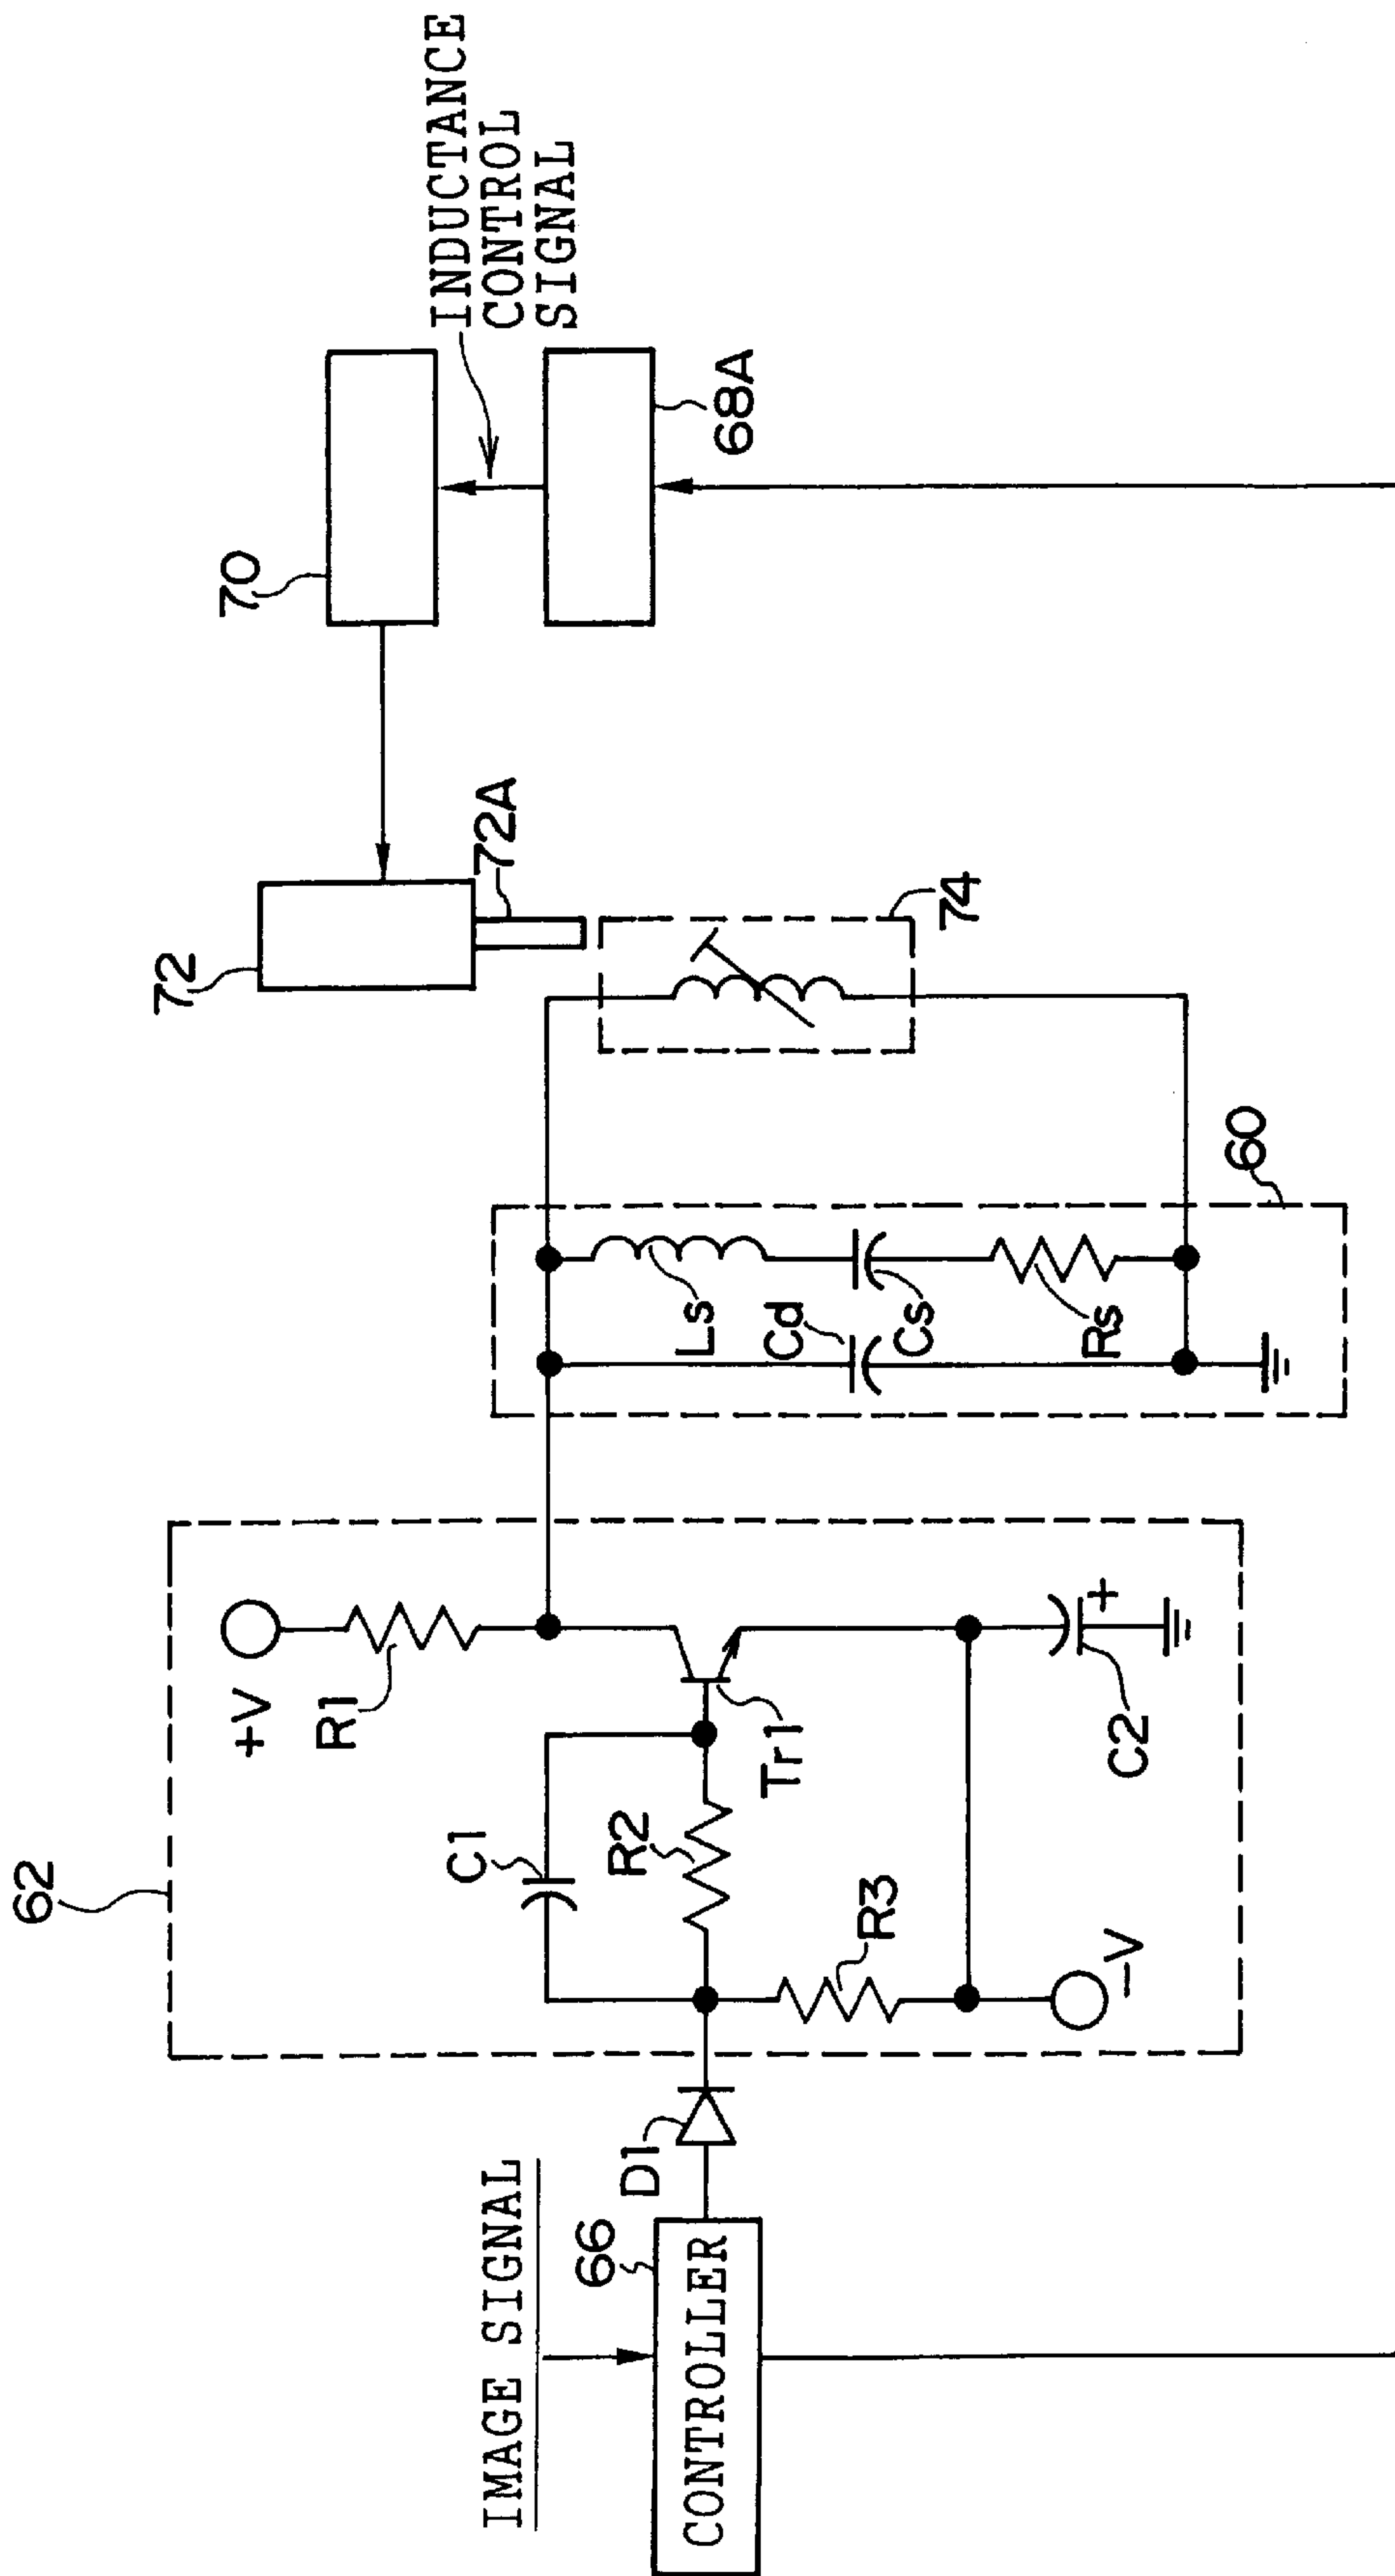 62
+V
R1
C1
R2
Tr1
R3
C2
-V
IMAGE SIGNAL
D1
66
CONTROLLER
60
Ls
Cd
Cs
Rs
72
72A
74
70
INDUCTANCE
CONTROL
SIGNAL
68A